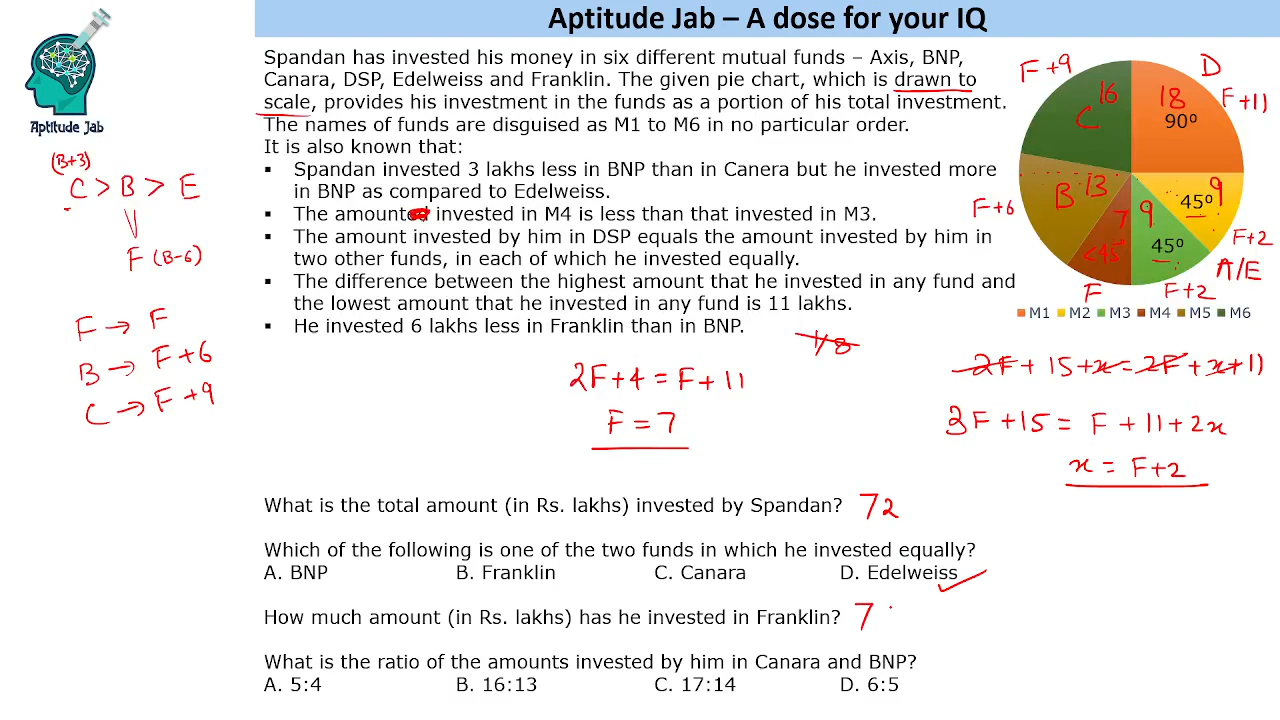 Aptitude Jab – A dose for your IQ
Aptitude Jab
Spandan has invested his money in six different mutual funds – Axis, BNP,
Canara, DSP, Edelweiss and Franklin. The given pie chart, which is drawn to
scale, provides his investment in the funds as a portion of his total investment.
The names of funds are disguised as M1 to M6 in no particular order.
It is also known that:
▪ Spandan invested 3 lakhs less in BNP than in Canera but he invested more
in BNP as compared to Edelweiss.
▪ The amount invested in M4 is less than that invested in M3.
▪ The amount invested by him in DSP equals the amount invested by him in
two other funds, in each of which he invested equally.
▪ The difference between the highest amount that he invested in any fund and
the lowest amount that he invested in any fund is 11 lakhs.
▪ He invested 6 lakhs less in Franklin than in BNP.
(B+3)
C > B > E
F (B-6)
F → F
B → F+6
C → F+9
F+9
D
F+11
16
C
18
90º
F+6
B 13
7
<45
9
45º
9
45º
F+2
A/E
F
F+2
M1 M2 M3 M4 M5 M6
1/8
2F+4 = F+11
F = 7
2F+15+x = 2F+x+11
3F+15 = F+11+2x
x = F+2
What is the total amount (in Rs. lakhs) invested by Spandan? 72
Which of the following is one of the two funds in which he invested equally?
A. BNP B. Franklin C. Canara D. Edelweiss
How much amount (in Rs. lakhs) has he invested in Franklin? 7
What is the ratio of the amounts invested by him in Canara and BNP?
A. 5:4 B. 16:13 C. 17:14 D. 6:5